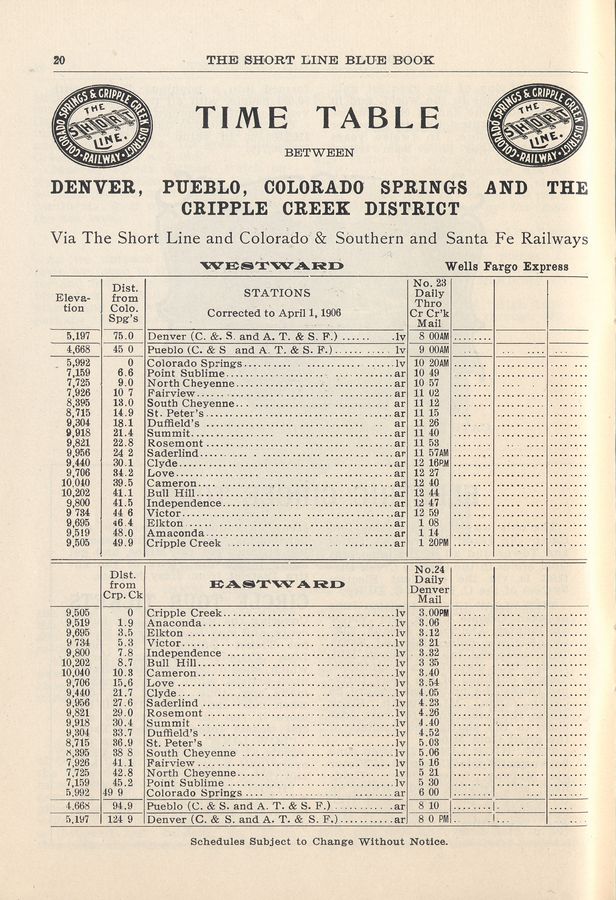 20 THE SHORT LINE BLUE BOOK
COLORADO SPRINGS & CRIPPLE CREEK DISTRICT RAILWAY THE SHORT LINE
TIME TABLE
COLORADO SPRINGS & CRIPPLE CREEK DISTRICT RAILWAY THE SHORT LINE
BETWEEN
DENVER, PUEBLO, COLORADO SPRINGS AND THE
CRIPPLE CREEK DISTRICT
Via The Short Line and Colorado & Southern and Santa Fe Railways
WESTWARD Wells Fargo Express
Elevation Dist. from Colo. Spg's STATIONS Corrected to April 1, 1906 No. 23 Daily Thro Cr Cr'k Mail
5,197 75.0 Denver (C. &. S. and A. T. & S. F.) ...... .lv 8 00AM
4,668 45 0 Pueblo (C. & S and A. T. & S. F.) .......... lv 9 00AM
5,992 0 Colorado Springs .......... lv 10 20AM
7,159 6.6 Point Sublime .......... ar 10 49
7,725 9.0 North Cheyenne .......... ar 10 57
7,926 10 7 Fairview .......... ar 11 02
8,395 13.0 South Cheyenne .......... ar 11 12
8,715 14.9 St. Peter's .......... ar 11 15
9,304 18.1 Duffield's .......... ar 11 26
9,918 21.4 Summit .......... ar 11 40
9,821 22.8 Rosemont .......... ar 11 53
9,956 24 2 Saderlind .......... ar 11 57AM
9,440 30.1 Clyde .......... ar 12 16PM
9,706 34.2 Love .......... ar 12 27
10,040 39.5 Cameron .......... ar 12 40
10,202 41.1 Bull Hill .......... ar 12 44
9,800 41.5 Independence .......... ar 12 47
9 734 44 6 Victor .......... ar 12 59
9,695 46.4 Elkton .......... ar 1 08
9,519 48.0 Amaconda .......... ar 1 14
9,505 49.9 Cripple Creek .......... ar 1 20PM
Dist. from Crp. Ck EASTWARD No.24 Daily Denver Mail
9,505 0 Cripple Creek .......... lv 3.00PM
9,519 1.9 Anaconda .......... lv 3.06
9,695 3.5 Elkton .......... lv 3.12
9 734 5.3 Victor .......... lv 3 21
9,800 7.8 Independence .......... lv 3.32
10,202 8.7 Bull Hill .......... lv 3 35
10,040 10.3 Cameron .......... lv 3.40
9,706 15.6 Love .......... lv 3.54
9,440 21.7 Clyde .......... lv 4.05
9,956 27.6 Saderlind .......... lv 4.23
9,821 29.0 Rosemont .......... lv 4.26
9,918 30.4 Summit .......... lv 4.40
9,304 33.7 Duffield's .......... lv 4.52
8,715 36.9 St. Peter's .......... lv 5.03
8,395 38 8 South Cheyenne .......... lv 5.06
7,926 41.1 Fairview .......... lv 5 16
7,725 42.8 North Cheyenne .......... lv 5 21
7,159 45.2 Point Sublime .......... lv 5 30
5,992 49 9 Colorado Springs .......... ar 6 00
4,668 94.9 Pueblo (C. & S. and A. T. & S. F.) .......... ar 8 10
5,197 124 9 Denver (C. & S. and A. T. & S. F.) .......... ar 8 0 PM
Schedules Subject to Change Without Notice.